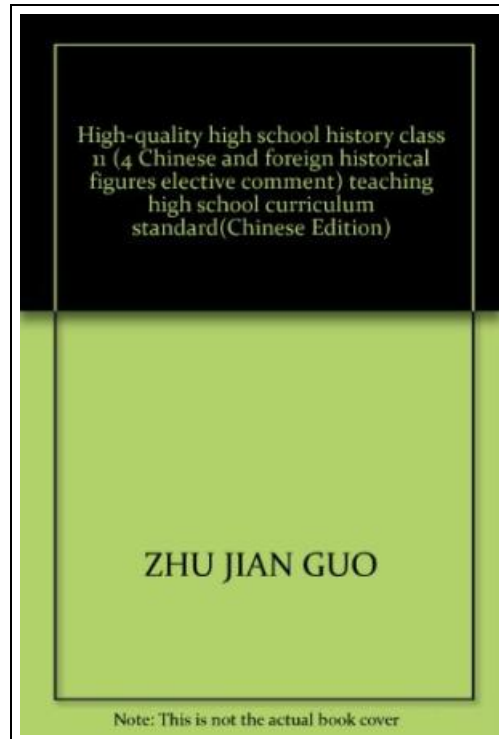 High-quality high school history class
11 (4 Chinese and foreign historical
figures elective comment) teaching
high school curriculum
standard(Chinese Edition)
ZHU JIAN GUO
Note: This is not the actual book cover